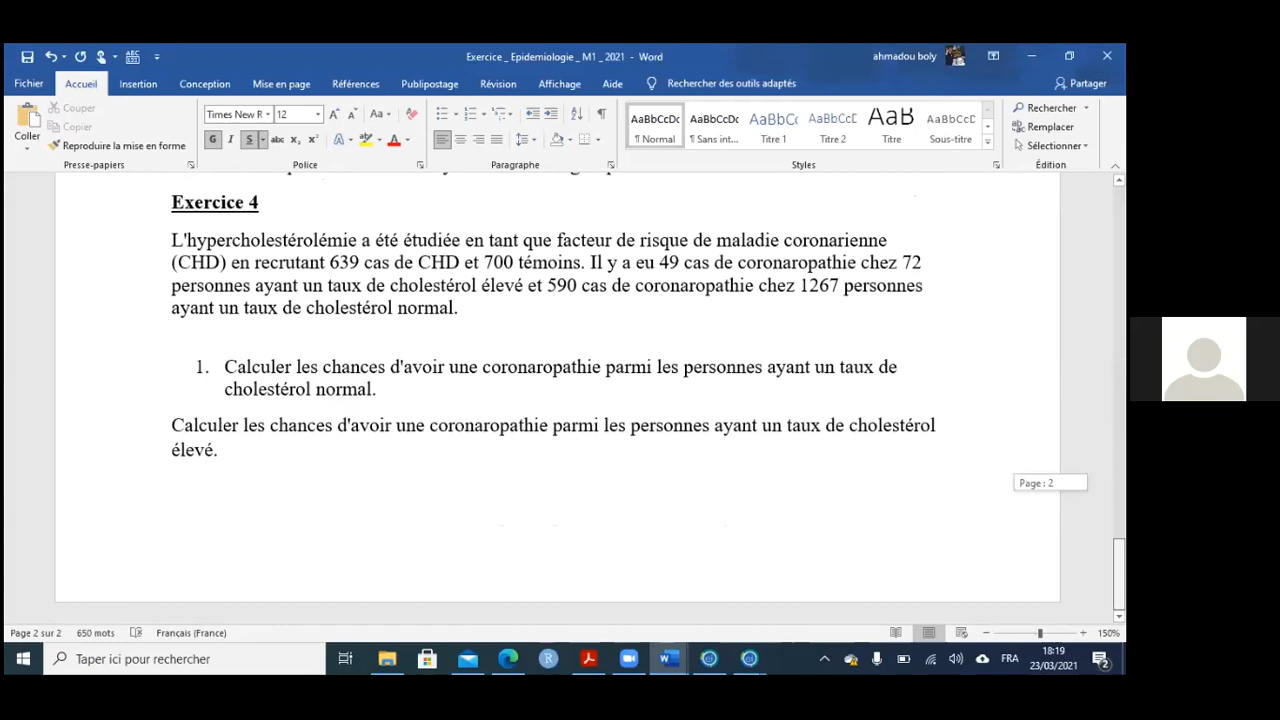 Exercice _ Epidemiologie _ M1 _ 2021 - Word
ahmadou boly
Fichier Accueil Insertion Conception Mise en page Références Publipostage Révision Affichage Aide Rechercher des outils adaptés Partager
Coller
Couper
Copier
Reproduire la mise en forme
Presse-papiers
Times New R 12
Police
Paragraphe
AaBbCcDc AaBbCcDc AaBbCc AaBbCcD AaB AaBbCcD
¶ Normal ¶ Sans int... Titre 1 Titre 2 Titre Sous-titre
Styles
Rechercher
Remplacer
Sélectionner
Édition
Exercice 4
L'hypercholestérolémie a été étudiée en tant que facteur de risque de maladie coronarienne
(CHD) en recrutant 639 cas de CHD et 700 témoins. Il y a eu 49 cas de coronaropathie chez 72
personnes ayant un taux de cholestérol élevé et 590 cas de coronaropathie chez 1267 personnes
ayant un taux de cholestérol normal.
1. Calculer les chances d'avoir une coronaropathie parmi les personnes ayant un taux de
cholestérol normal.
Calculer les chances d'avoir une coronaropathie parmi les personnes ayant un taux de cholestérol
élevé.
Page : 2
Page 2 sur 2 650 mots Français (France) 150%
Taper ici pour rechercher
FRA
18:19
23/03/2021
2